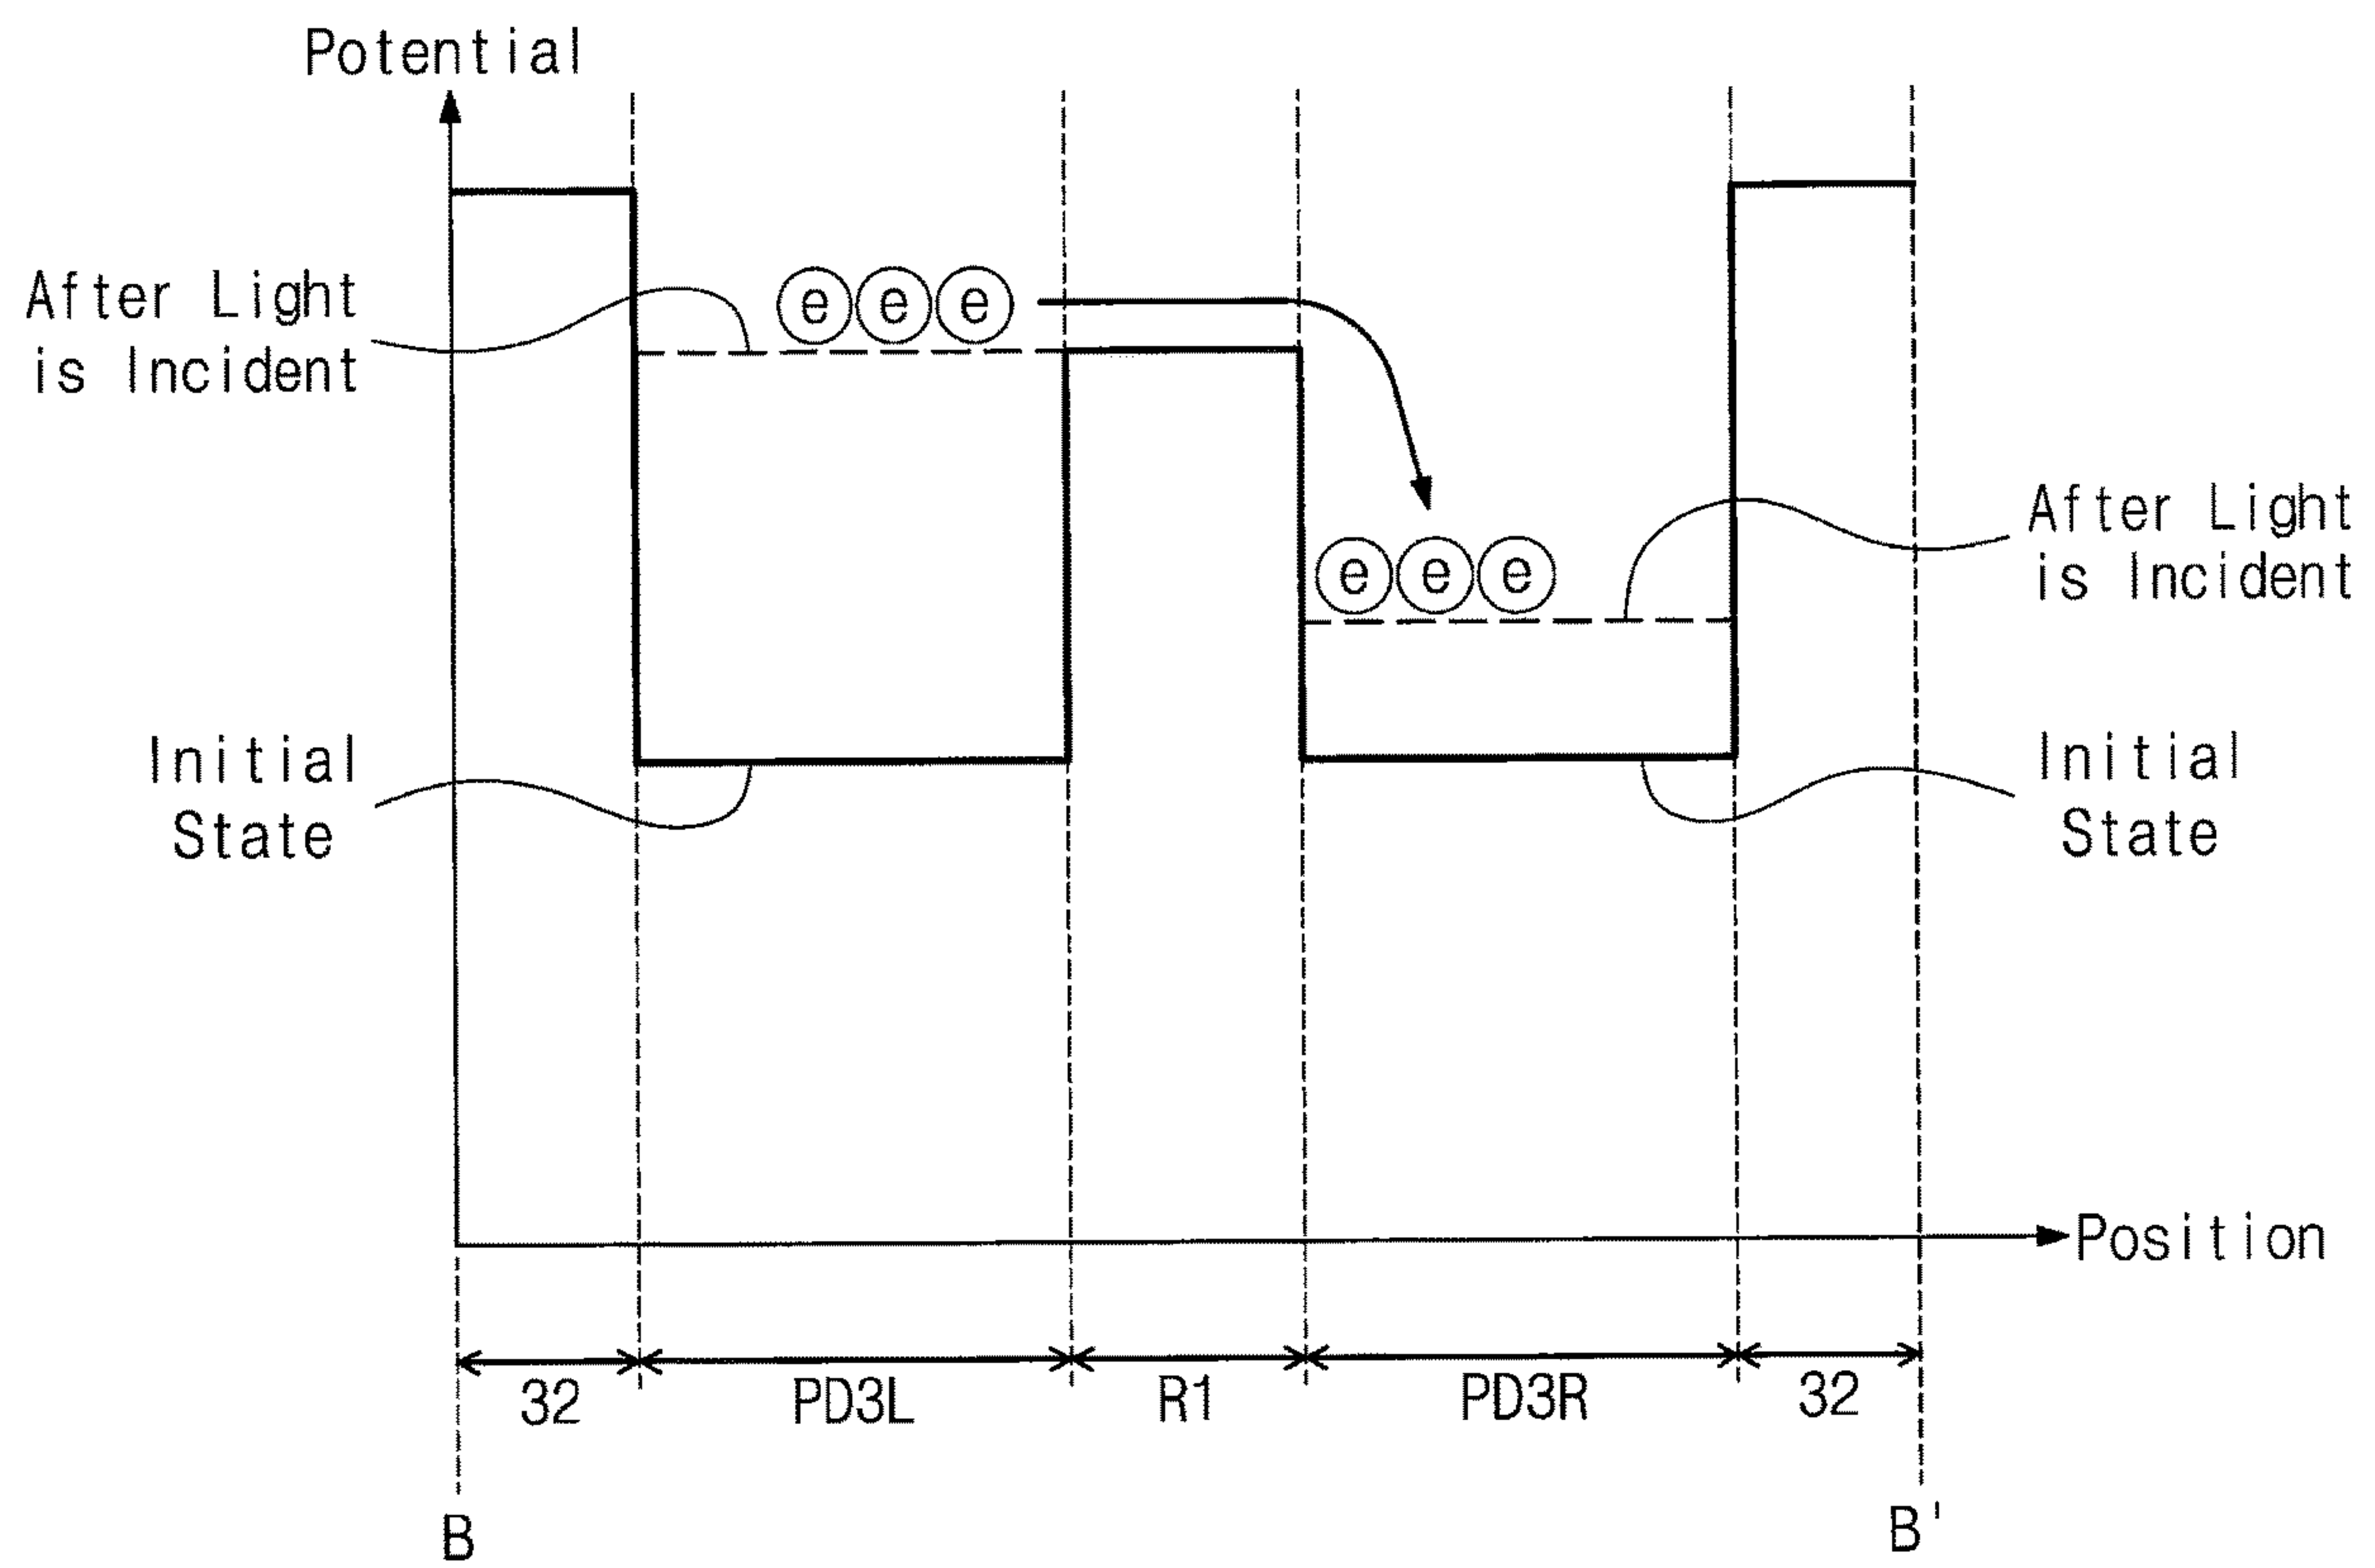 Potential
After Light
is Incident
e e e
After Light
is Incident
e e e
Initial
State
Initial
State
Position
32 PD3L R1 PD3R 32
B B'